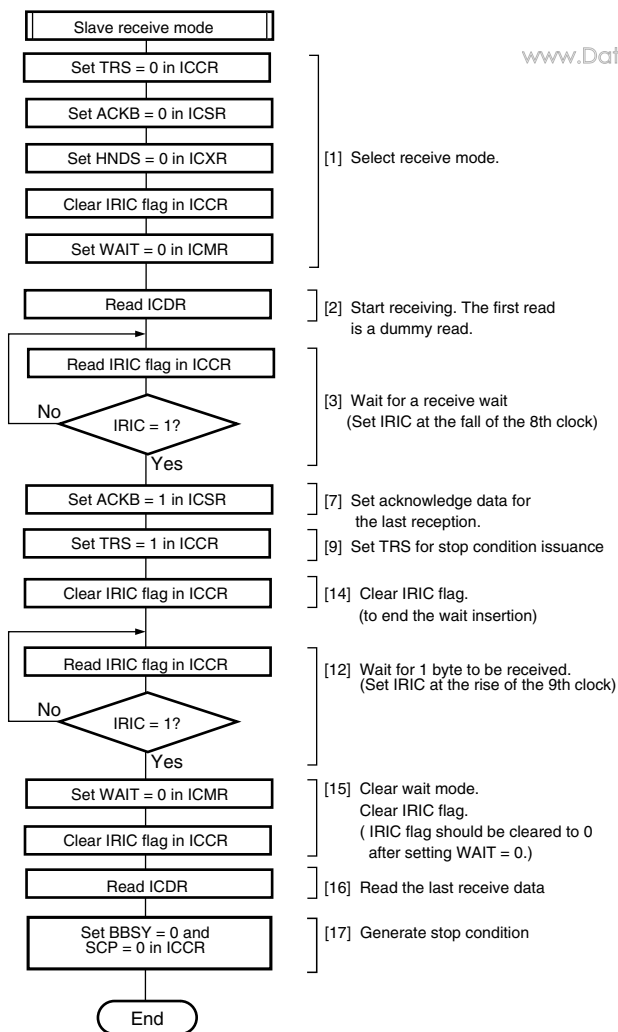 Slave receive mode
www.Dat
Set TRS = 0 in ICCR
Set ACKB = 0 in ICSR
Set HNDS = 0 in ICXR
[1] Select receive mode.
Clear IRIC flag in ICCR
Set WAIT = 0 in ICMR
Read ICDR
[2] Start receiving. The first read
is a dummy read.
Read IRIC flag in ICCR
No
IRIC = 1?
Yes
[3] Wait for a receive wait
(Set IRIC at the fall of the 8th clock)
Set ACKB = 1 in ICSR
[7] Set acknowledge data for
the last reception.
Set TRS = 1 in ICCR
[9] Set TRS for stop condition issuance
Clear IRIC flag in ICCR
[14] Clear IRIC flag.
(to end the wait insertion)
Read IRIC flag in ICCR
[12] Wait for 1 byte to be received.
(Set IRIC at the rise of the 9th clock)
No
IRIC = 1?
Yes
Set WAIT = 0 in ICMR
Clear IRIC flag in ICCR
[15] Clear wait mode.
Clear IRIC flag.
( IRIC flag should be cleared to 0
after setting WAIT = 0.)
Read ICDR
[16] Read the last receive data
Set BBSY = 0 and
SCP = 0 in ICCR
[17] Generate stop condition
End